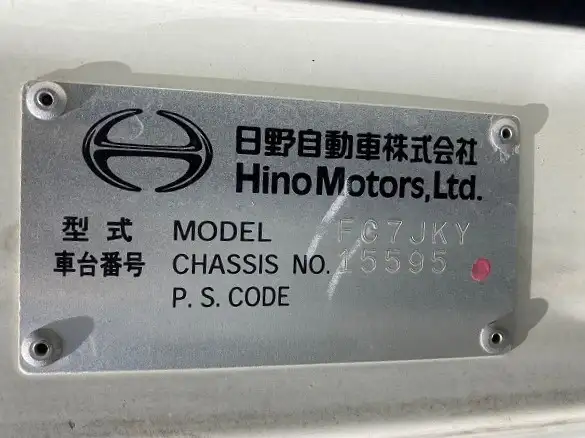 日野自動車株式会社
Hino Motors, Ltd.
型式 MODEL FG7JKY
車台番号 CHASSIS NO. 15595
P. S. CODE